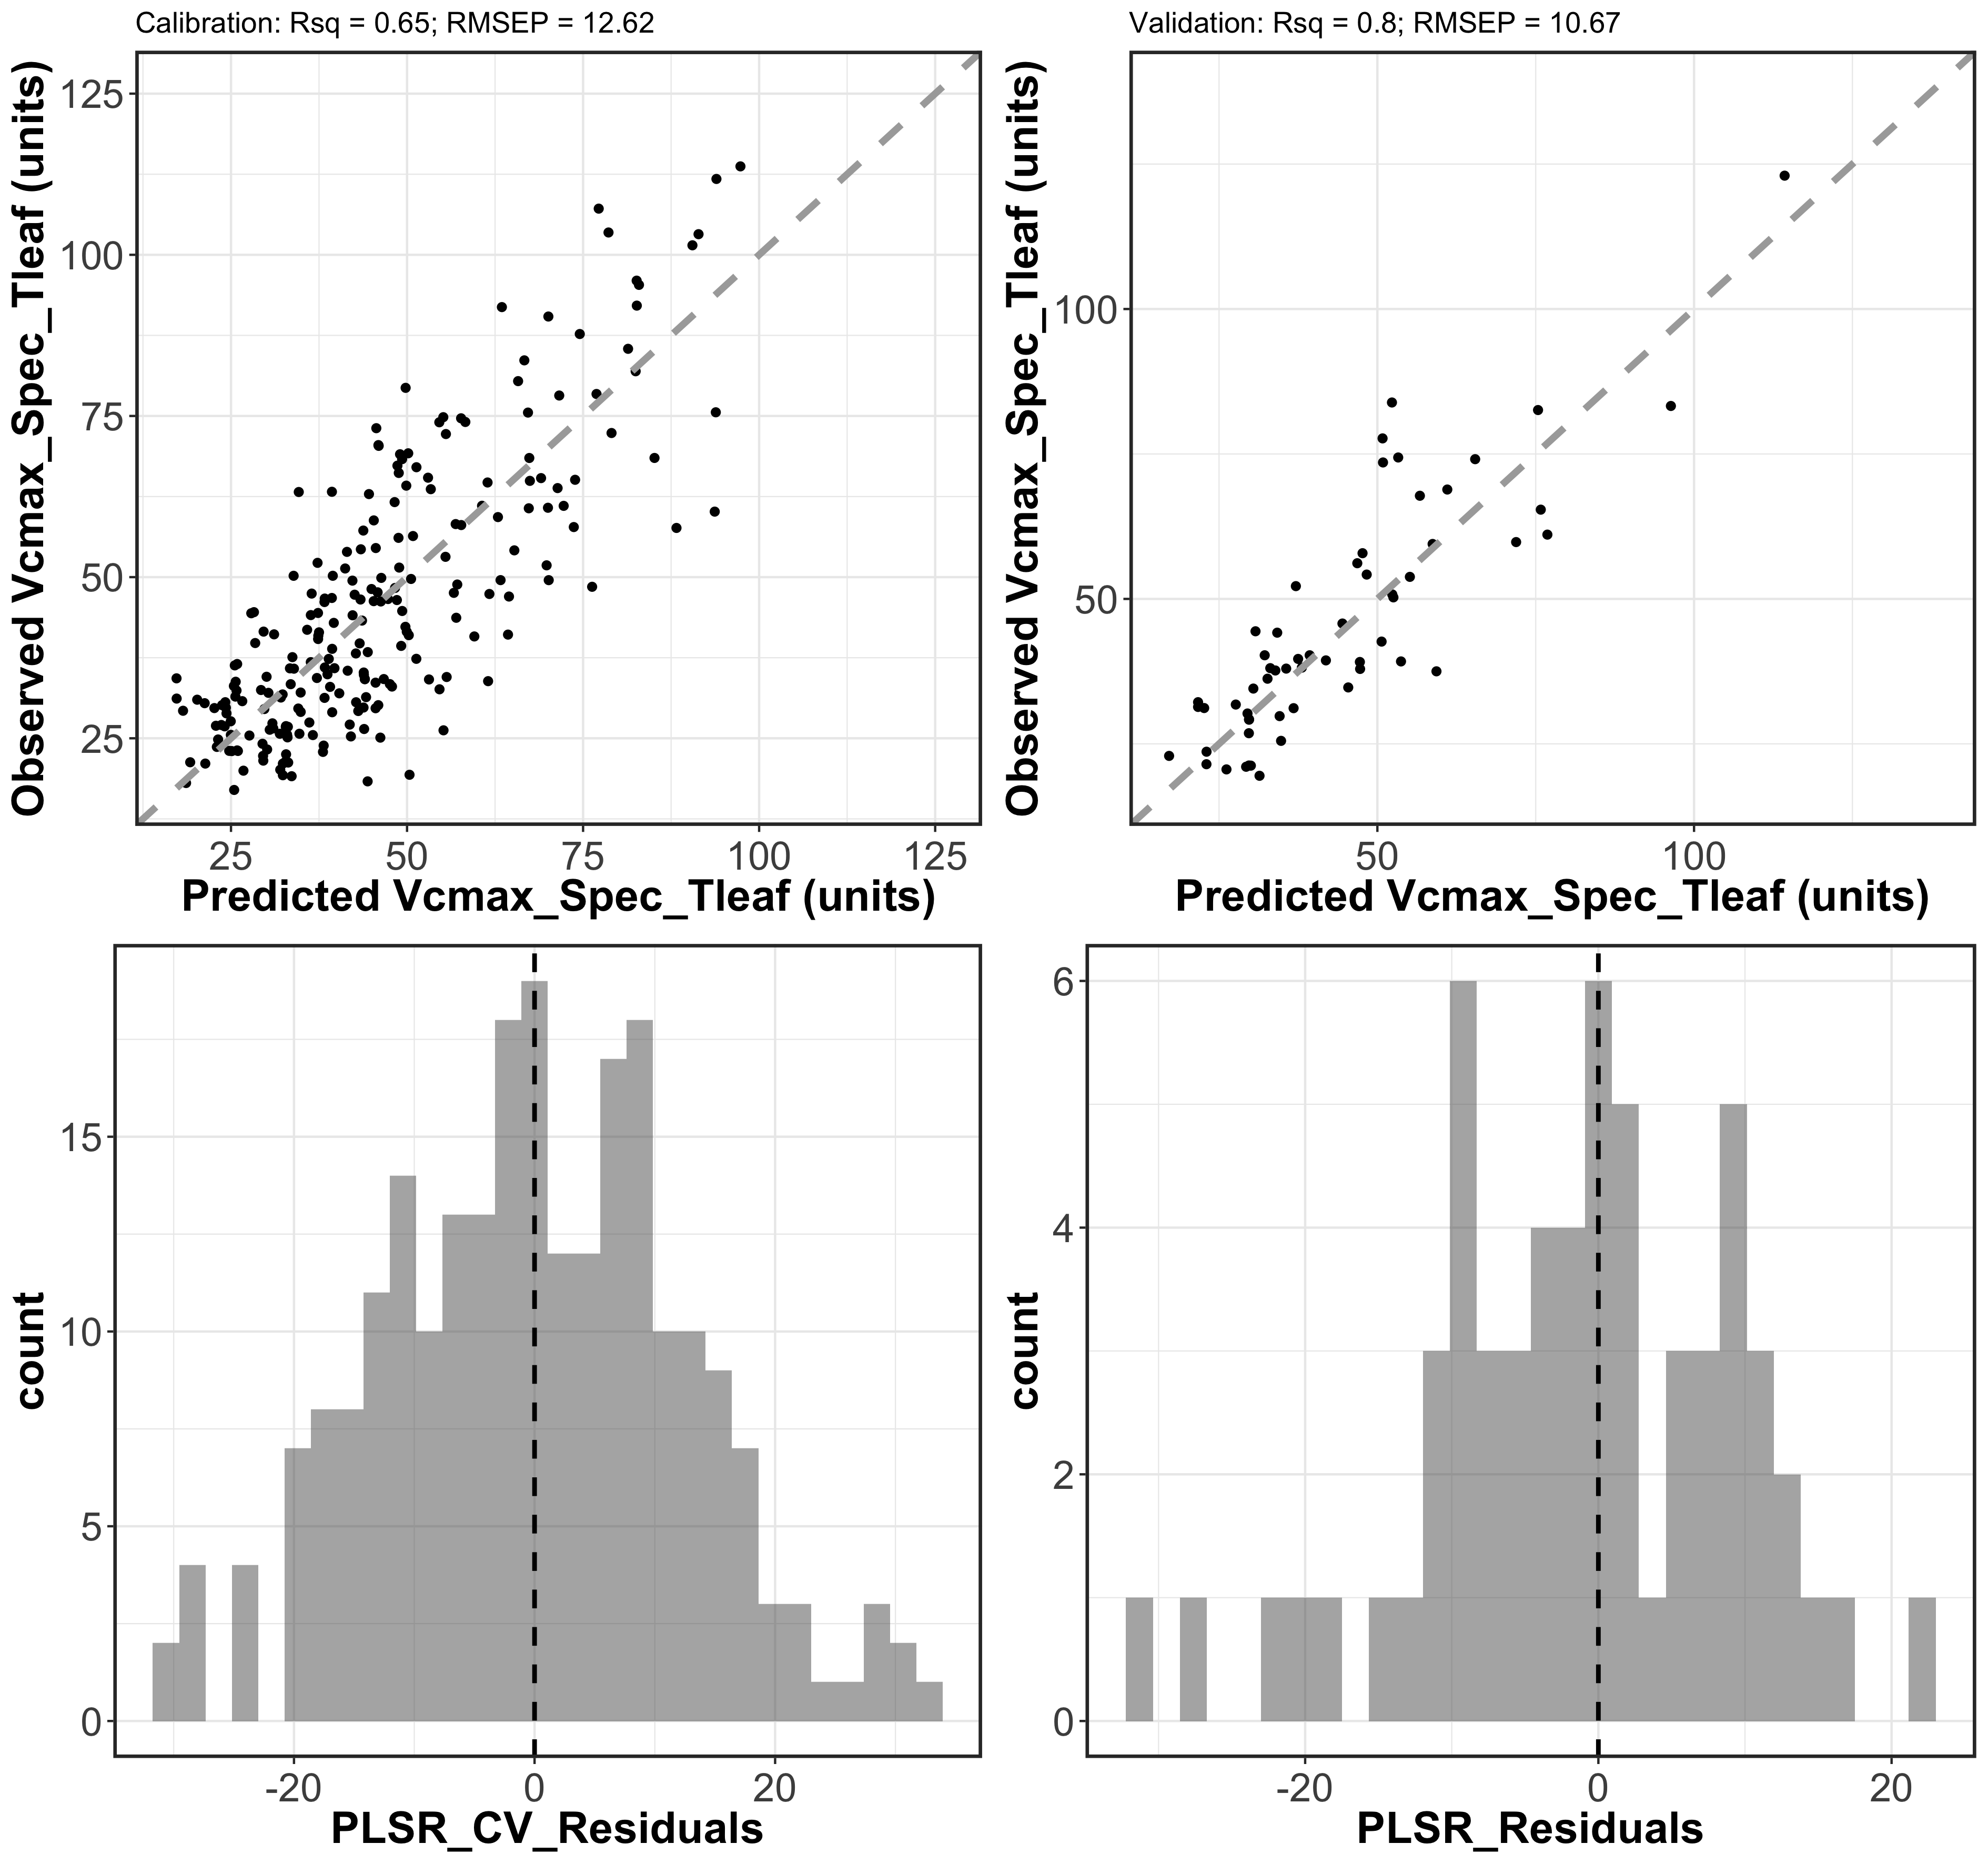 Calibration: Rsq = 0.65; RMSEP = 12.62
Observed Vcmax_Spec_Tleaf (units)
125
100
75
50
25
25 50 75 100 125
Predicted Vcmax_Spec_Tleaf (units)
Validation: Rsq = 0.8; RMSEP = 10.67
Observed Vcmax_Spec_Tleaf (units)
100
50
50 100
Predicted Vcmax_Spec_Tleaf (units)
count
15
10
5
0
-20 0 20
PLSR_CV_Residuals
count
6
4
2
0
-20 0 20
PLSR_Residuals